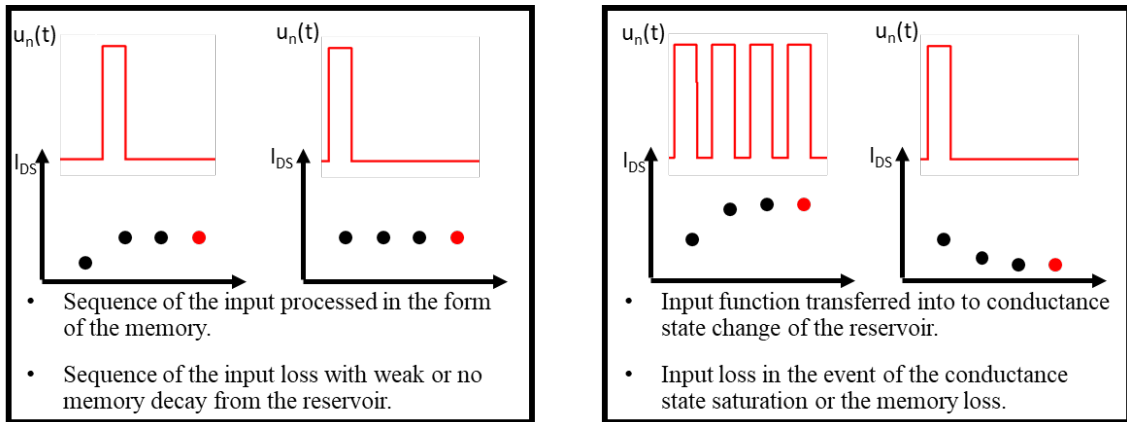 uₙ(t)
uₙ(t)
I_DS
I_DS
• Sequence of the input processed in the form
of the memory.
• Sequence of the input loss with weak or no
memory decay from the reservoir.
uₙ(t)
uₙ(t)
I_DS
I_DS
• Input function transferred into to conductance
state change of the reservoir.
• Input loss in the event of the conductance
state saturation or the memory loss.